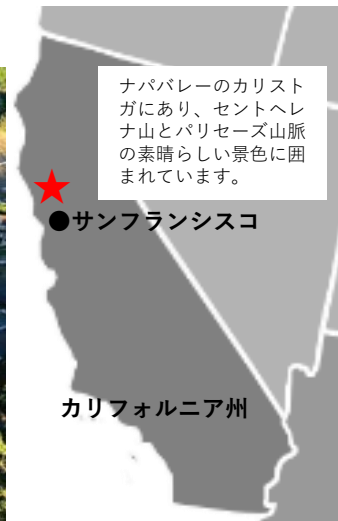 ナパバレーのカリスト
ガにあり、セントヘレ
ナ山とパリセーズ山脈
の素晴らしい景色に囲
まれています。
●サンフランシスコ
カリフォルニア州